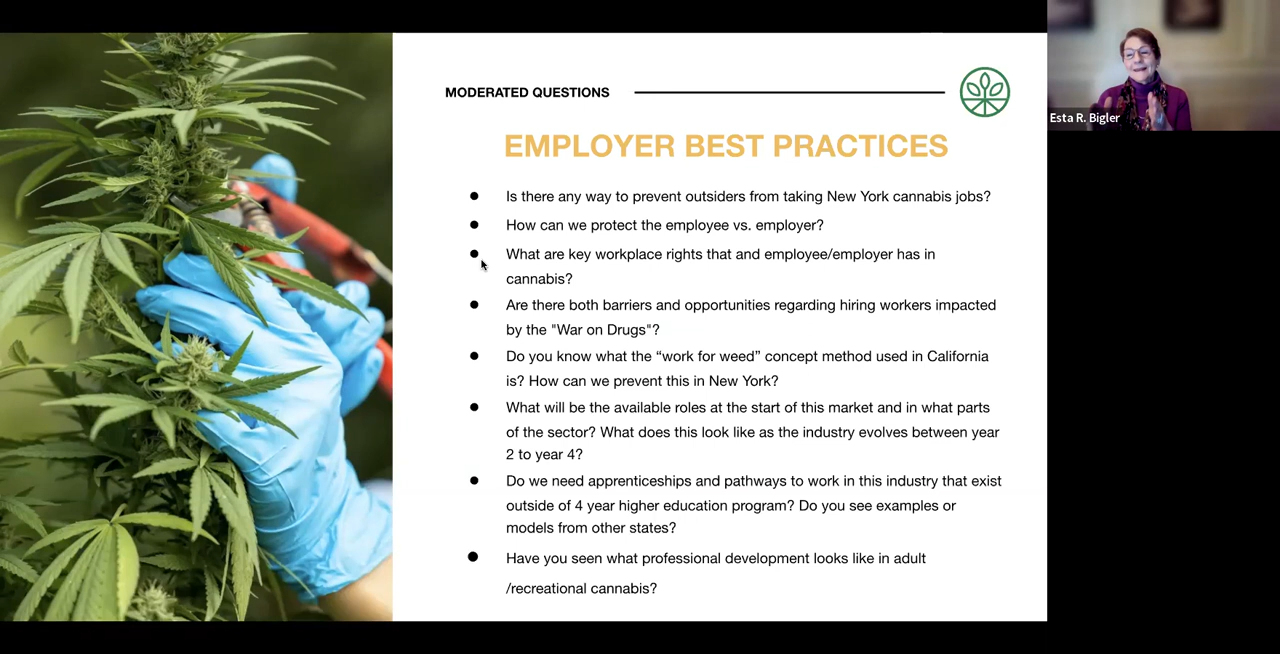 MODERATED QUESTIONS
EMPLOYER BEST PRACTICES
● Is there any way to prevent outsiders from taking New York cannabis jobs?
● How can we protect the employee vs. employer?
● What are key workplace rights that and employee/employer has in
cannabis?
● Are there both barriers and opportunities regarding hiring workers impacted
by the "War on Drugs"?
● Do you know what the “work for weed” concept method used in California
is? How can we prevent this in New York?
● What will be the available roles at the start of this market and in what parts
of the sector? What does this look like as the industry evolves between year
2 to year 4?
● Do we need apprenticeships and pathways to work in this industry that exist
outside of 4 year higher education program? Do you see examples or
models from other states?
● Have you seen what professional development looks like in adult
/recreational cannabis?
Esta R. Bigler